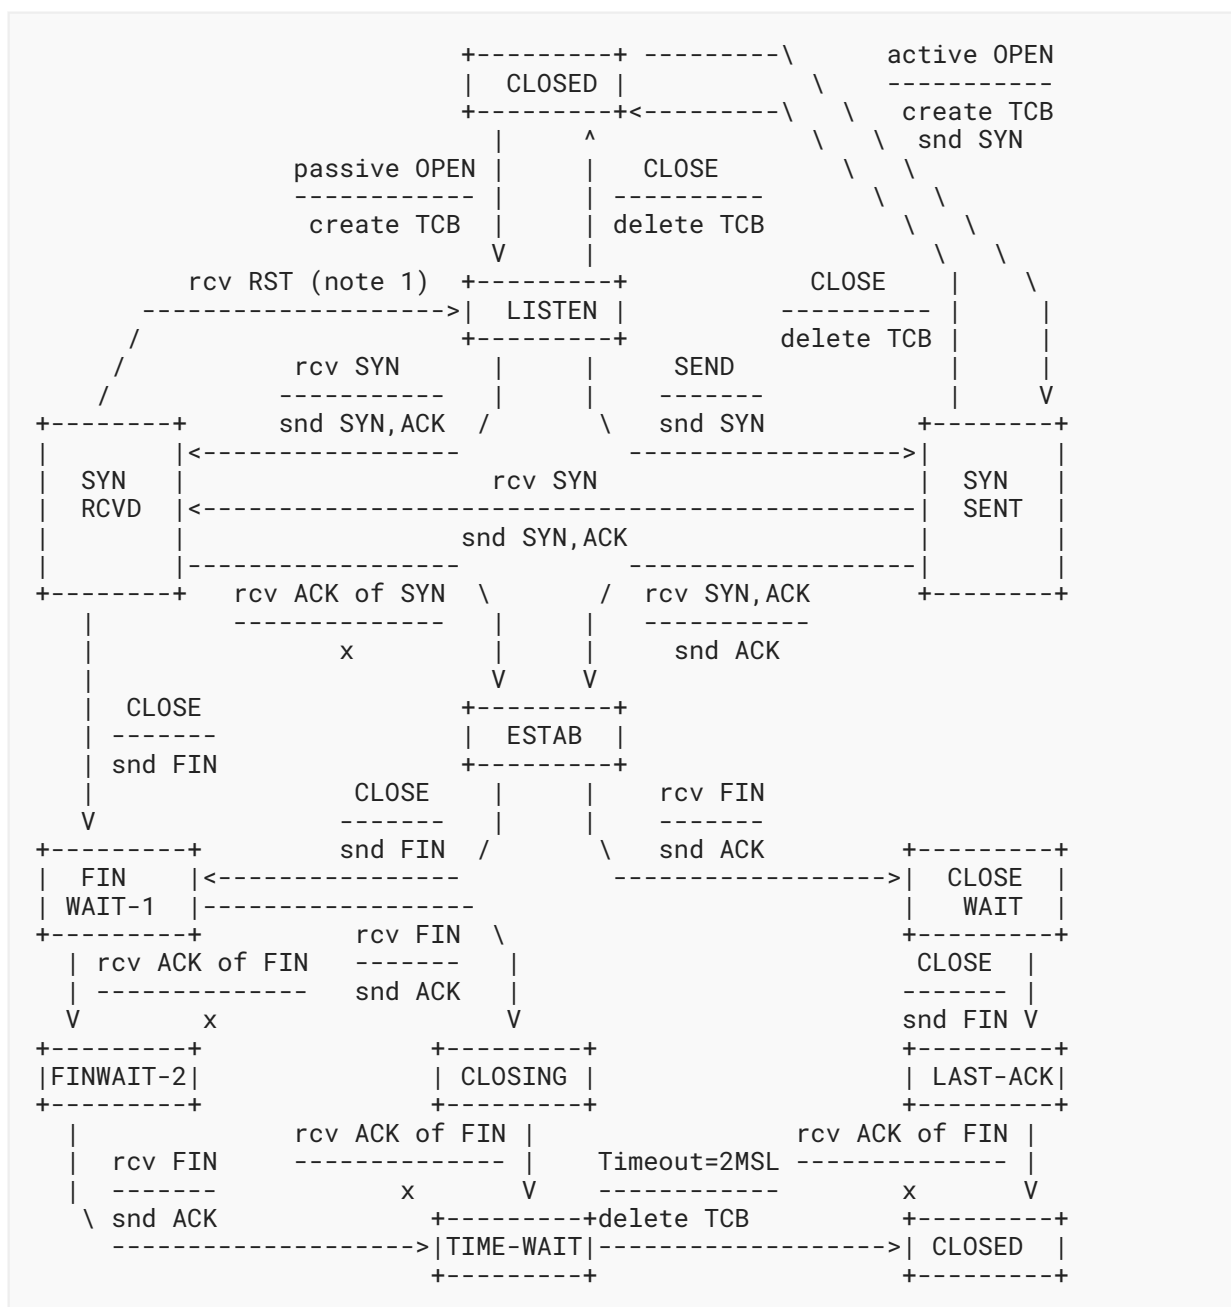 +---------+ ---------\      active OPEN
                            |  CLOSED |            \    -----------
                            +---------+<---------\   \   create TCB
                              |     ^              \   \  snd SYN
                 passive OPEN |     |   CLOSE        \   \
                 ------------ |     | ----------       \   \
                  create TCB  |     | delete TCB         \   \
                              V     |                      \   \
          rcv RST (note 1)  +---------+            CLOSE    |    \
       -------------------->|  LISTEN |          ---------- |     |
      /                     +---------+          delete TCB |     |
     /           rcv SYN      |     |     SEND              |     |
    /           -----------   |     |    -------            |     V
+--------+      snd SYN,ACK  /       \   snd SYN          +--------+
|        |<-----------------           ------------------>|        |
|  SYN   |                    rcv SYN                     |  SYN   |
|  RCVD  |<-----------------------------------------------|  SENT  |
|        |                  snd SYN,ACK                   |        |
|        |------------------           -------------------|        |
+--------+   rcv ACK of SYN  \       /  rcv SYN,ACK       +--------+
   |         --------------   |     |   -----------
   |                x         |     |     snd ACK
   |                          V     V
   |  CLOSE                 +---------+
   | -------                |  ESTAB  |
   | snd FIN                +---------+
   |                 CLOSE    |     |    rcv FIN
   V                -------   |     |    -------
+---------+         snd FIN  /       \   snd ACK         +---------+
|  FIN    |<----------------          ------------------>|  CLOSE  |
| WAIT-1  |------------------                            |   WAIT  |
+---------+          rcv FIN  \                          +---------+
  | rcv ACK of FIN   -------   |                          CLOSE  |
  | --------------   snd ACK   |                         ------- |
  V        x                   V                         snd FIN V
+---------+               +---------+                    +---------+
|FINWAIT-2|               | CLOSING |                    | LAST-ACK|
+---------+               +---------+                    +---------+
  |              rcv ACK of FIN |                 rcv ACK of FIN |
  |  rcv FIN     -------------- |    Timeout=2MSL -------------- |
  |  -------            x       V    ------------        x       V
   \ snd ACK              +---------+delete TCB          +---------+
     -------------------->|TIME-WAIT|------------------->| CLOSED  |
                          +---------+                    +---------+